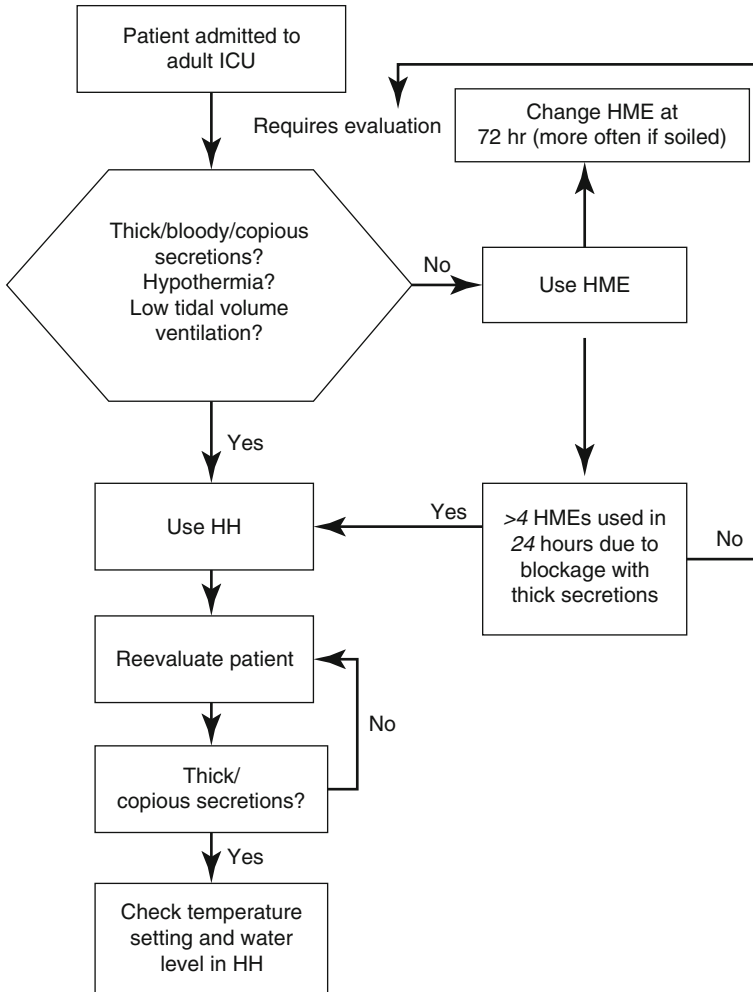 Patient admitted to
adult ICU
Requires evaluation
Change HME at
72 hr (more often if soiled)
Thick/bloody/copious
secretions?
Hypothermia?
Low tidal volume
ventilation?
No
Use HME
Yes
Use HH
Yes
>4 HMEs used in
24 hours due to
blockage with
thick secretions
No
Reevaluate patient
No
Thick/
copious secretions?
Yes
Check temperature
setting and water
level in HH